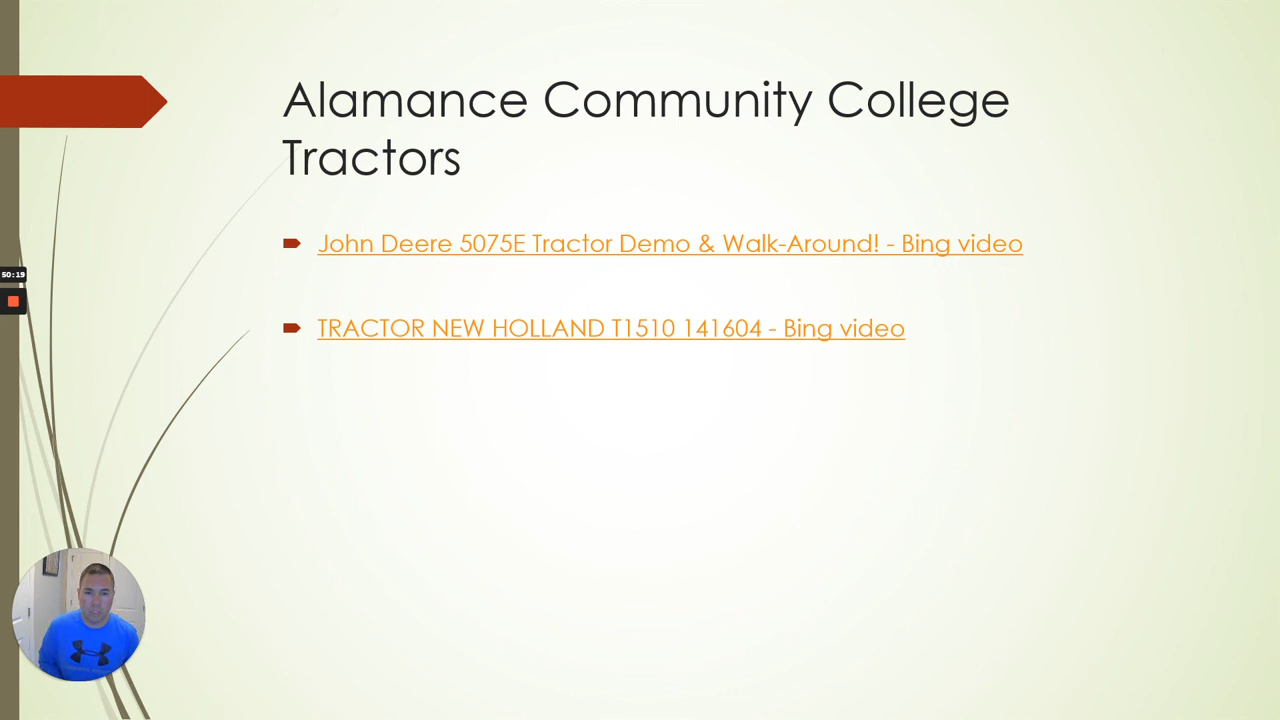 Alamance Community College
Tractors
John Deere 5075E Tractor Demo & Walk-Around! - Bing video
TRACTOR NEW HOLLAND T1510 141604 - Bing video
50:19